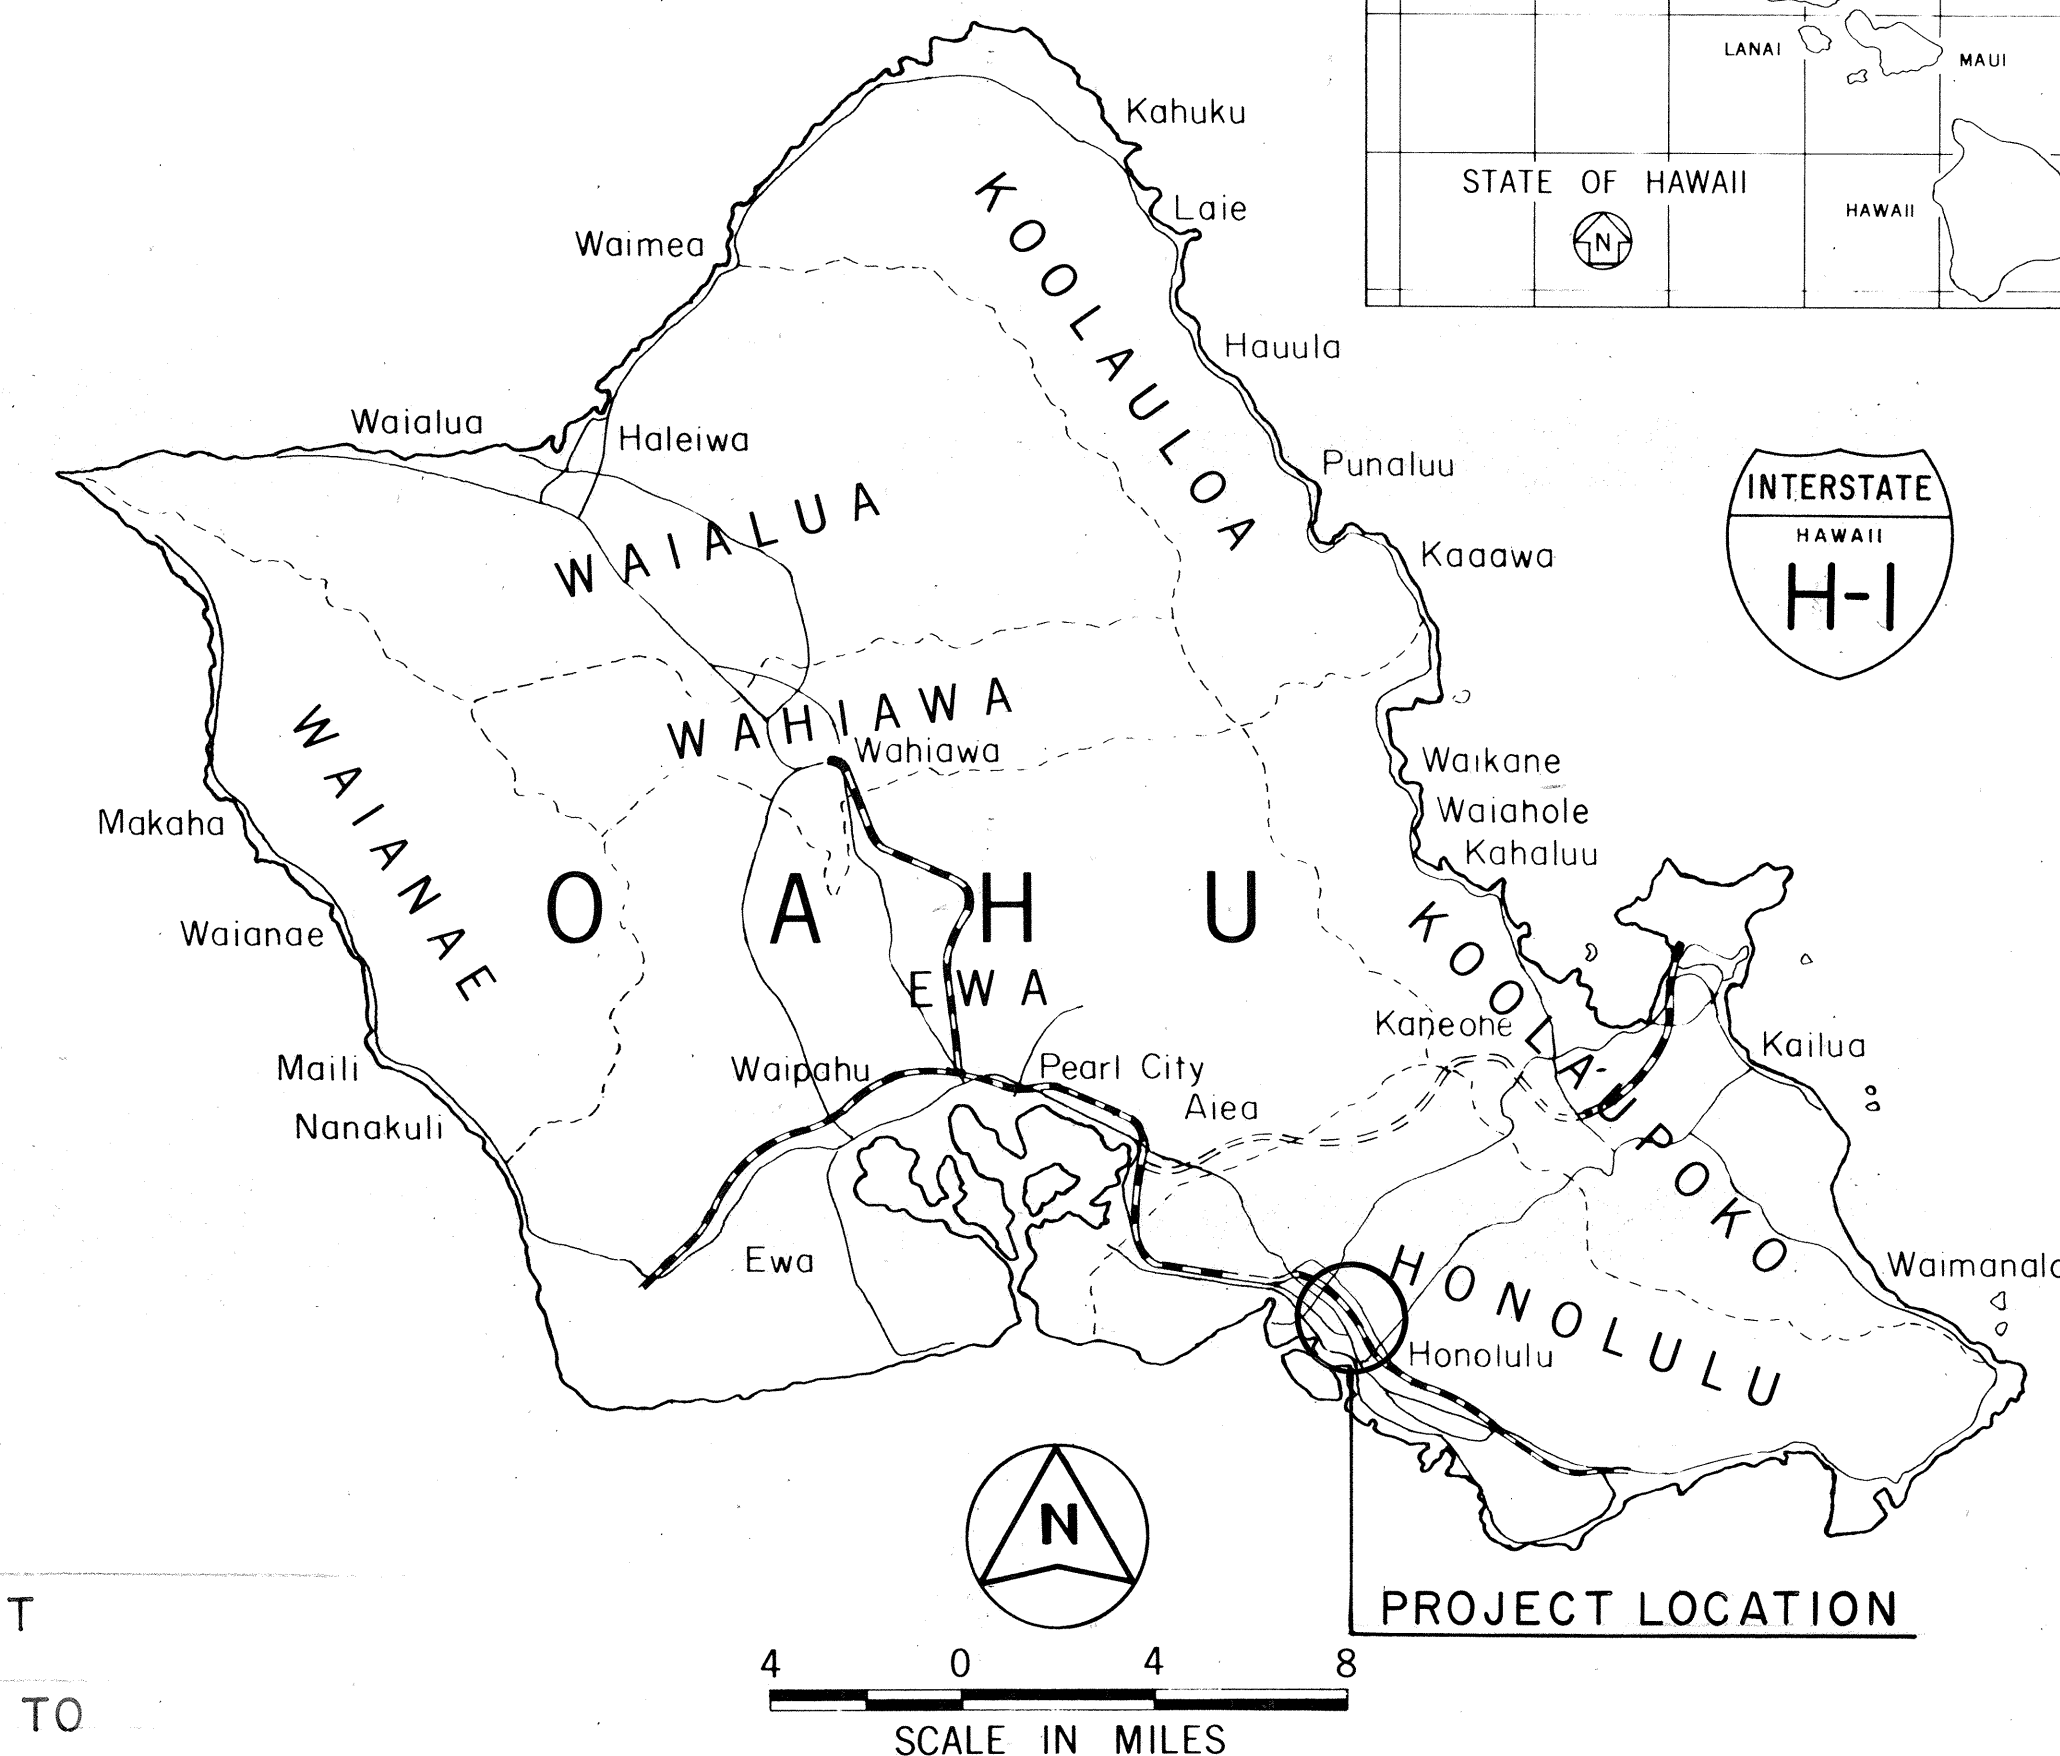 LANAI
MAUI
STATE OF HAWAII
HAWAII
N
Kahuku
Laie
Waimea
KOOLAULOA
Hauula
Waialua
Haleiwa
Punaluu
INTERSTATE
HAWAII
H-1
WAIALUA
Kaaawa
WAHIAWA
Wahiawa
WAIANAE
Waikane
Waiahole
Kahaluu
Makaha
OAHU
Waianae
EWA
KOOLAUPOKO
Kaneohe
Kailua
Maili
Waipahu
Pearl City
Aiea
Nanakuli
Ewa
HONOLULU
Waimanalo
Honolulu
N
PROJECT LOCATION
T
TO
4 0 4 8
SCALE IN MILES